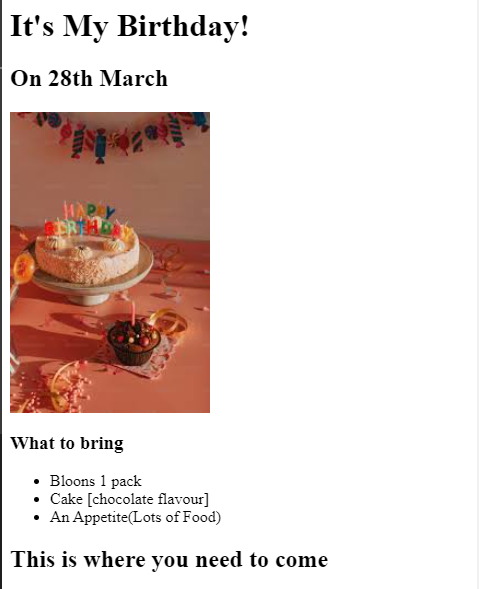 It's My Birthday!
On 28th March
HAPPY
BIRTHDAY
What to bring
Bloons 1 pack
Cake [chocolate flavour]
An Appetite(Lots of Food)
This is where you need to come